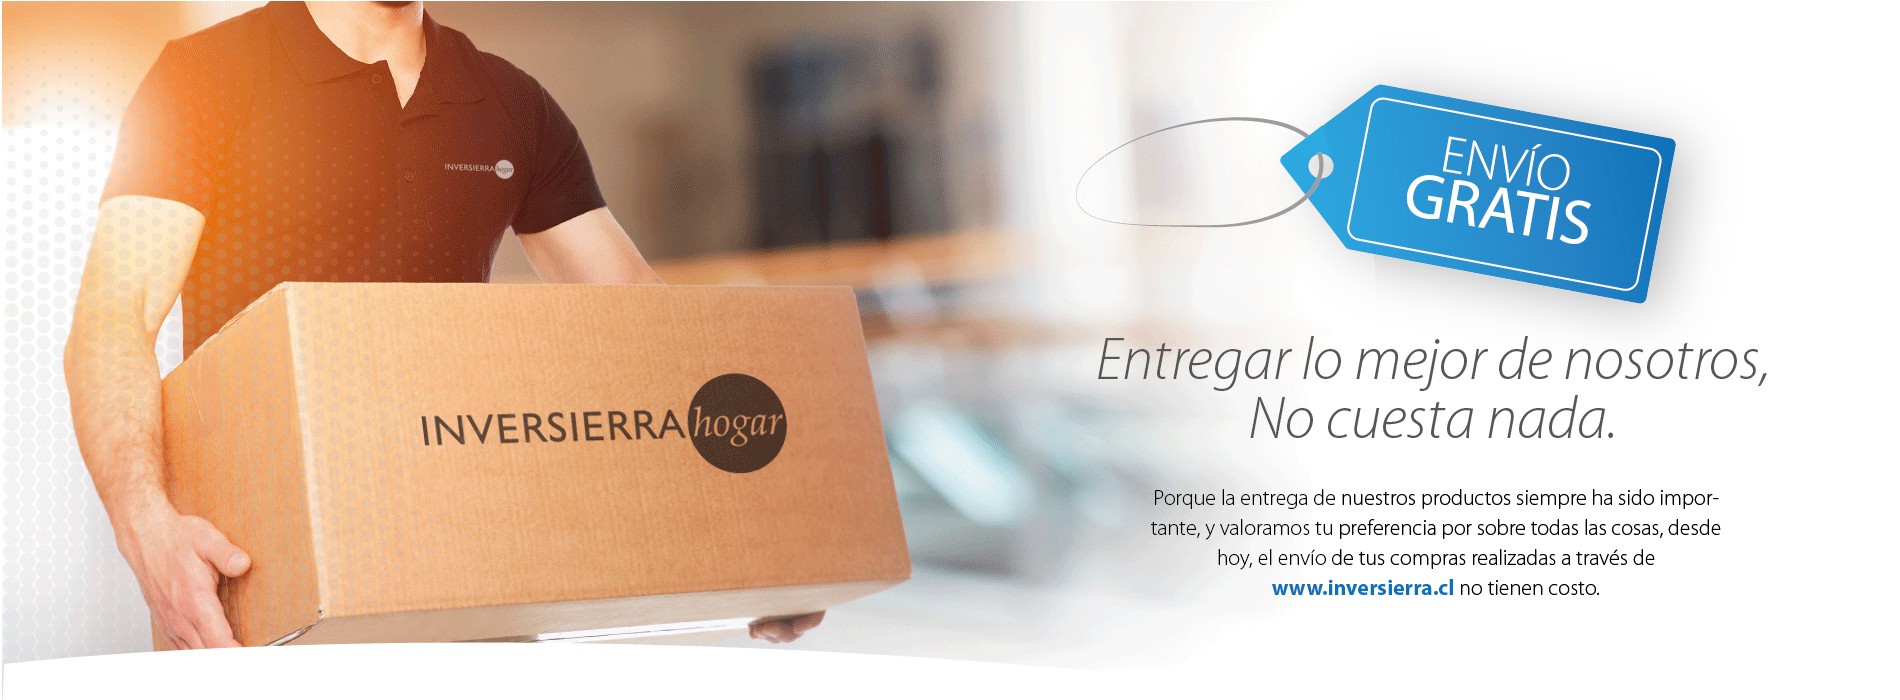 INVERSIERRA hogar
INVERSIERRA hogar
ENVÍO
GRATIS
Entregar lo mejor de nosotros,
No cuesta nada.
Porque la entrega de nuestros productos siempre ha sido impor-
tante, y valoramos tu preferencia por sobre todas las cosas, desde
hoy, el envío de tus compras realizadas a través de
www.inversierra.cl no tienen costo.